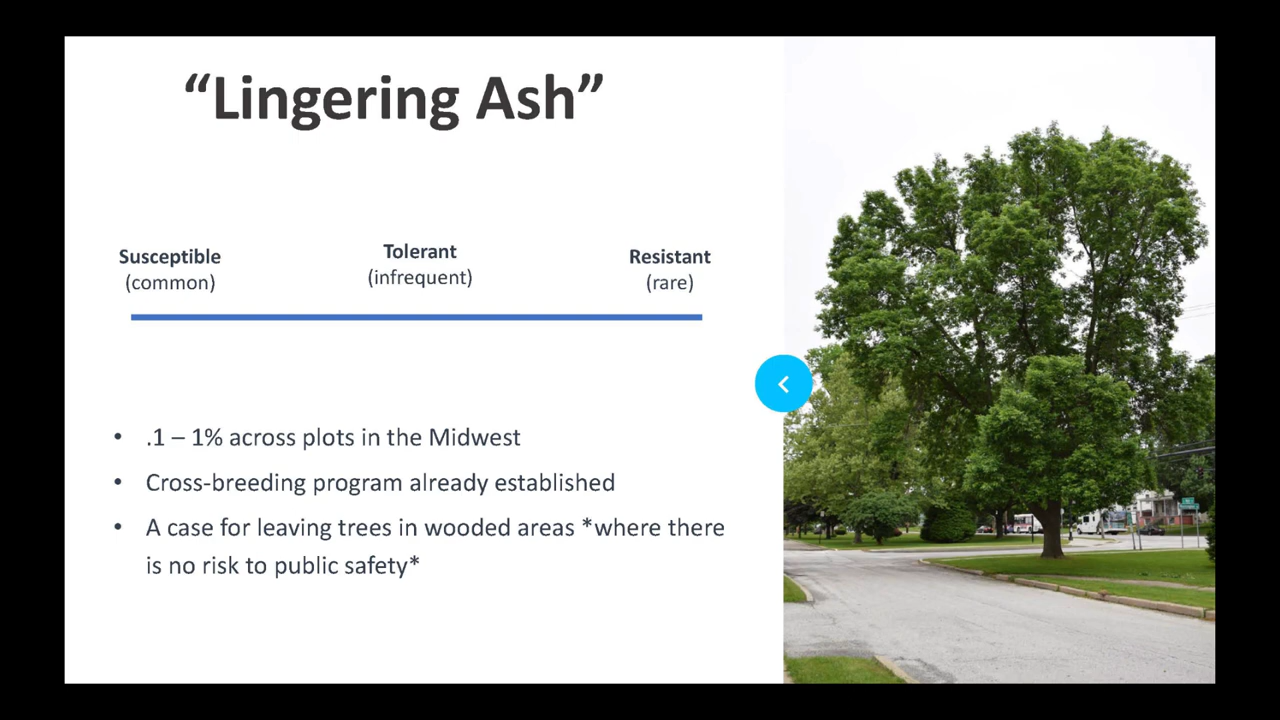 “Lingering Ash”
Susceptible
(common)
Tolerant
(infrequent)
Resistant
(rare)
• .1 – 1% across plots in the Midwest
• Cross-breeding program already established
• A case for leaving trees in wooded areas *where there
is no risk to public safety*